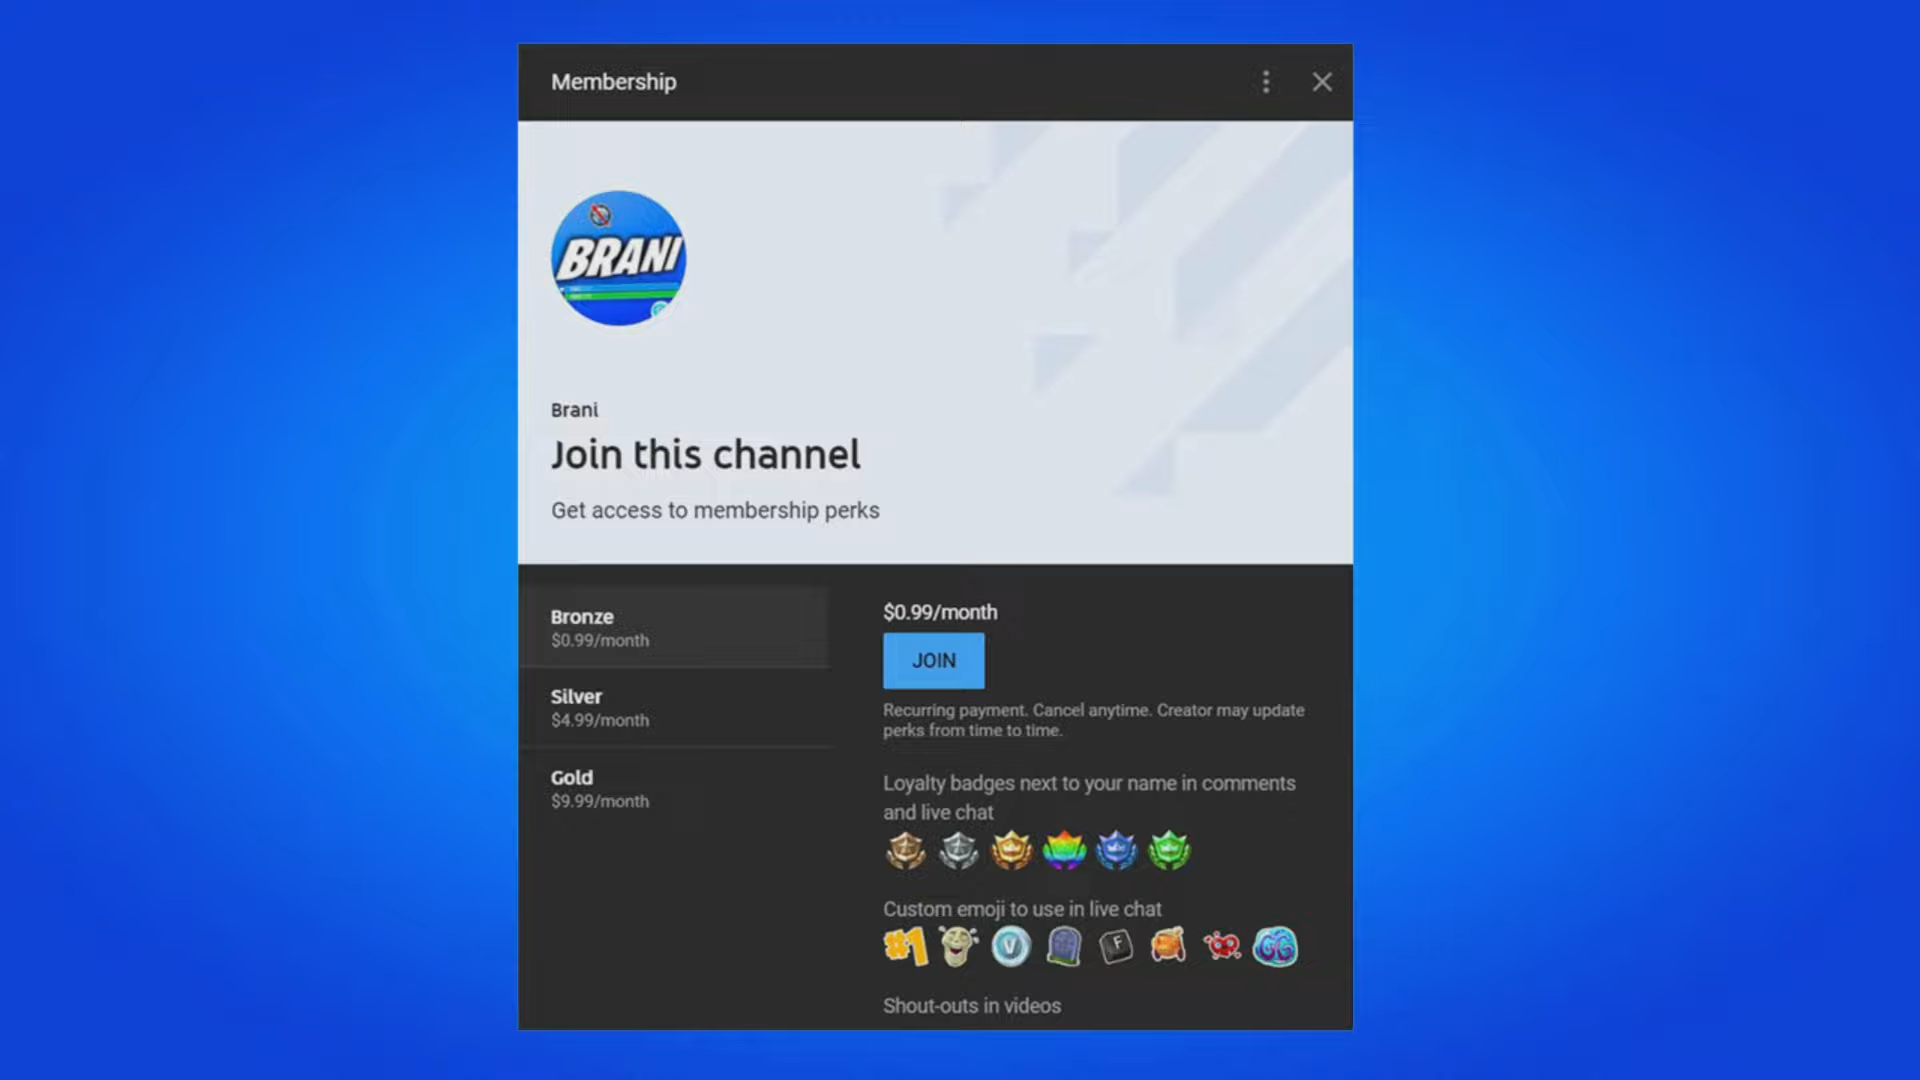 Membership
BRANI
Brani
Join this channel
Get access to membership perks
Bronze
$0.99/month
Silver
$4.99/month
Gold
$9.99/month
$0.99/month
JOIN
Recurring payment. Cancel anytime. Creator may update
perks from time to time.
Loyalty badges next to your name in comments
and live chat
Custom emoji to use in live chat
#1
V
F
GG
Shout-outs in videos